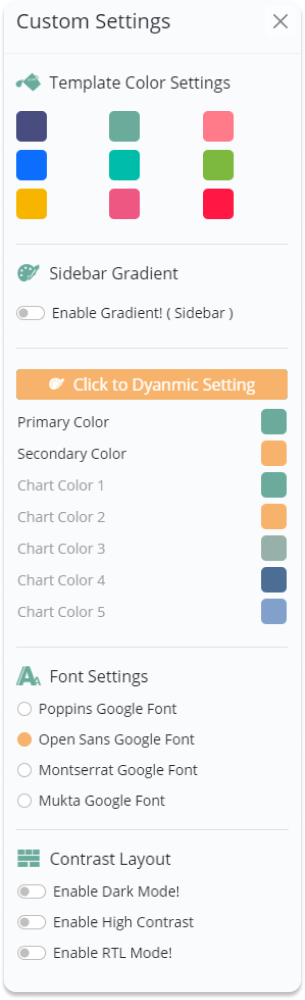 Custom Settings
Template Color Settings
Sidebar Gradient
Enable Gradient! ( Sidebar )
Click to Dyanmic Setting
Primary Color
Secondary Color
Chart Color 1
Chart Color 2
Chart Color 3
Chart Color 4
Chart Color 5
Font Settings
Poppins Google Font
Open Sans Google Font
Montserrat Google Font
Mukta Google Font
Contrast Layout
Enable Dark Mode!
Enable High Contrast
Enable RTL Mode!